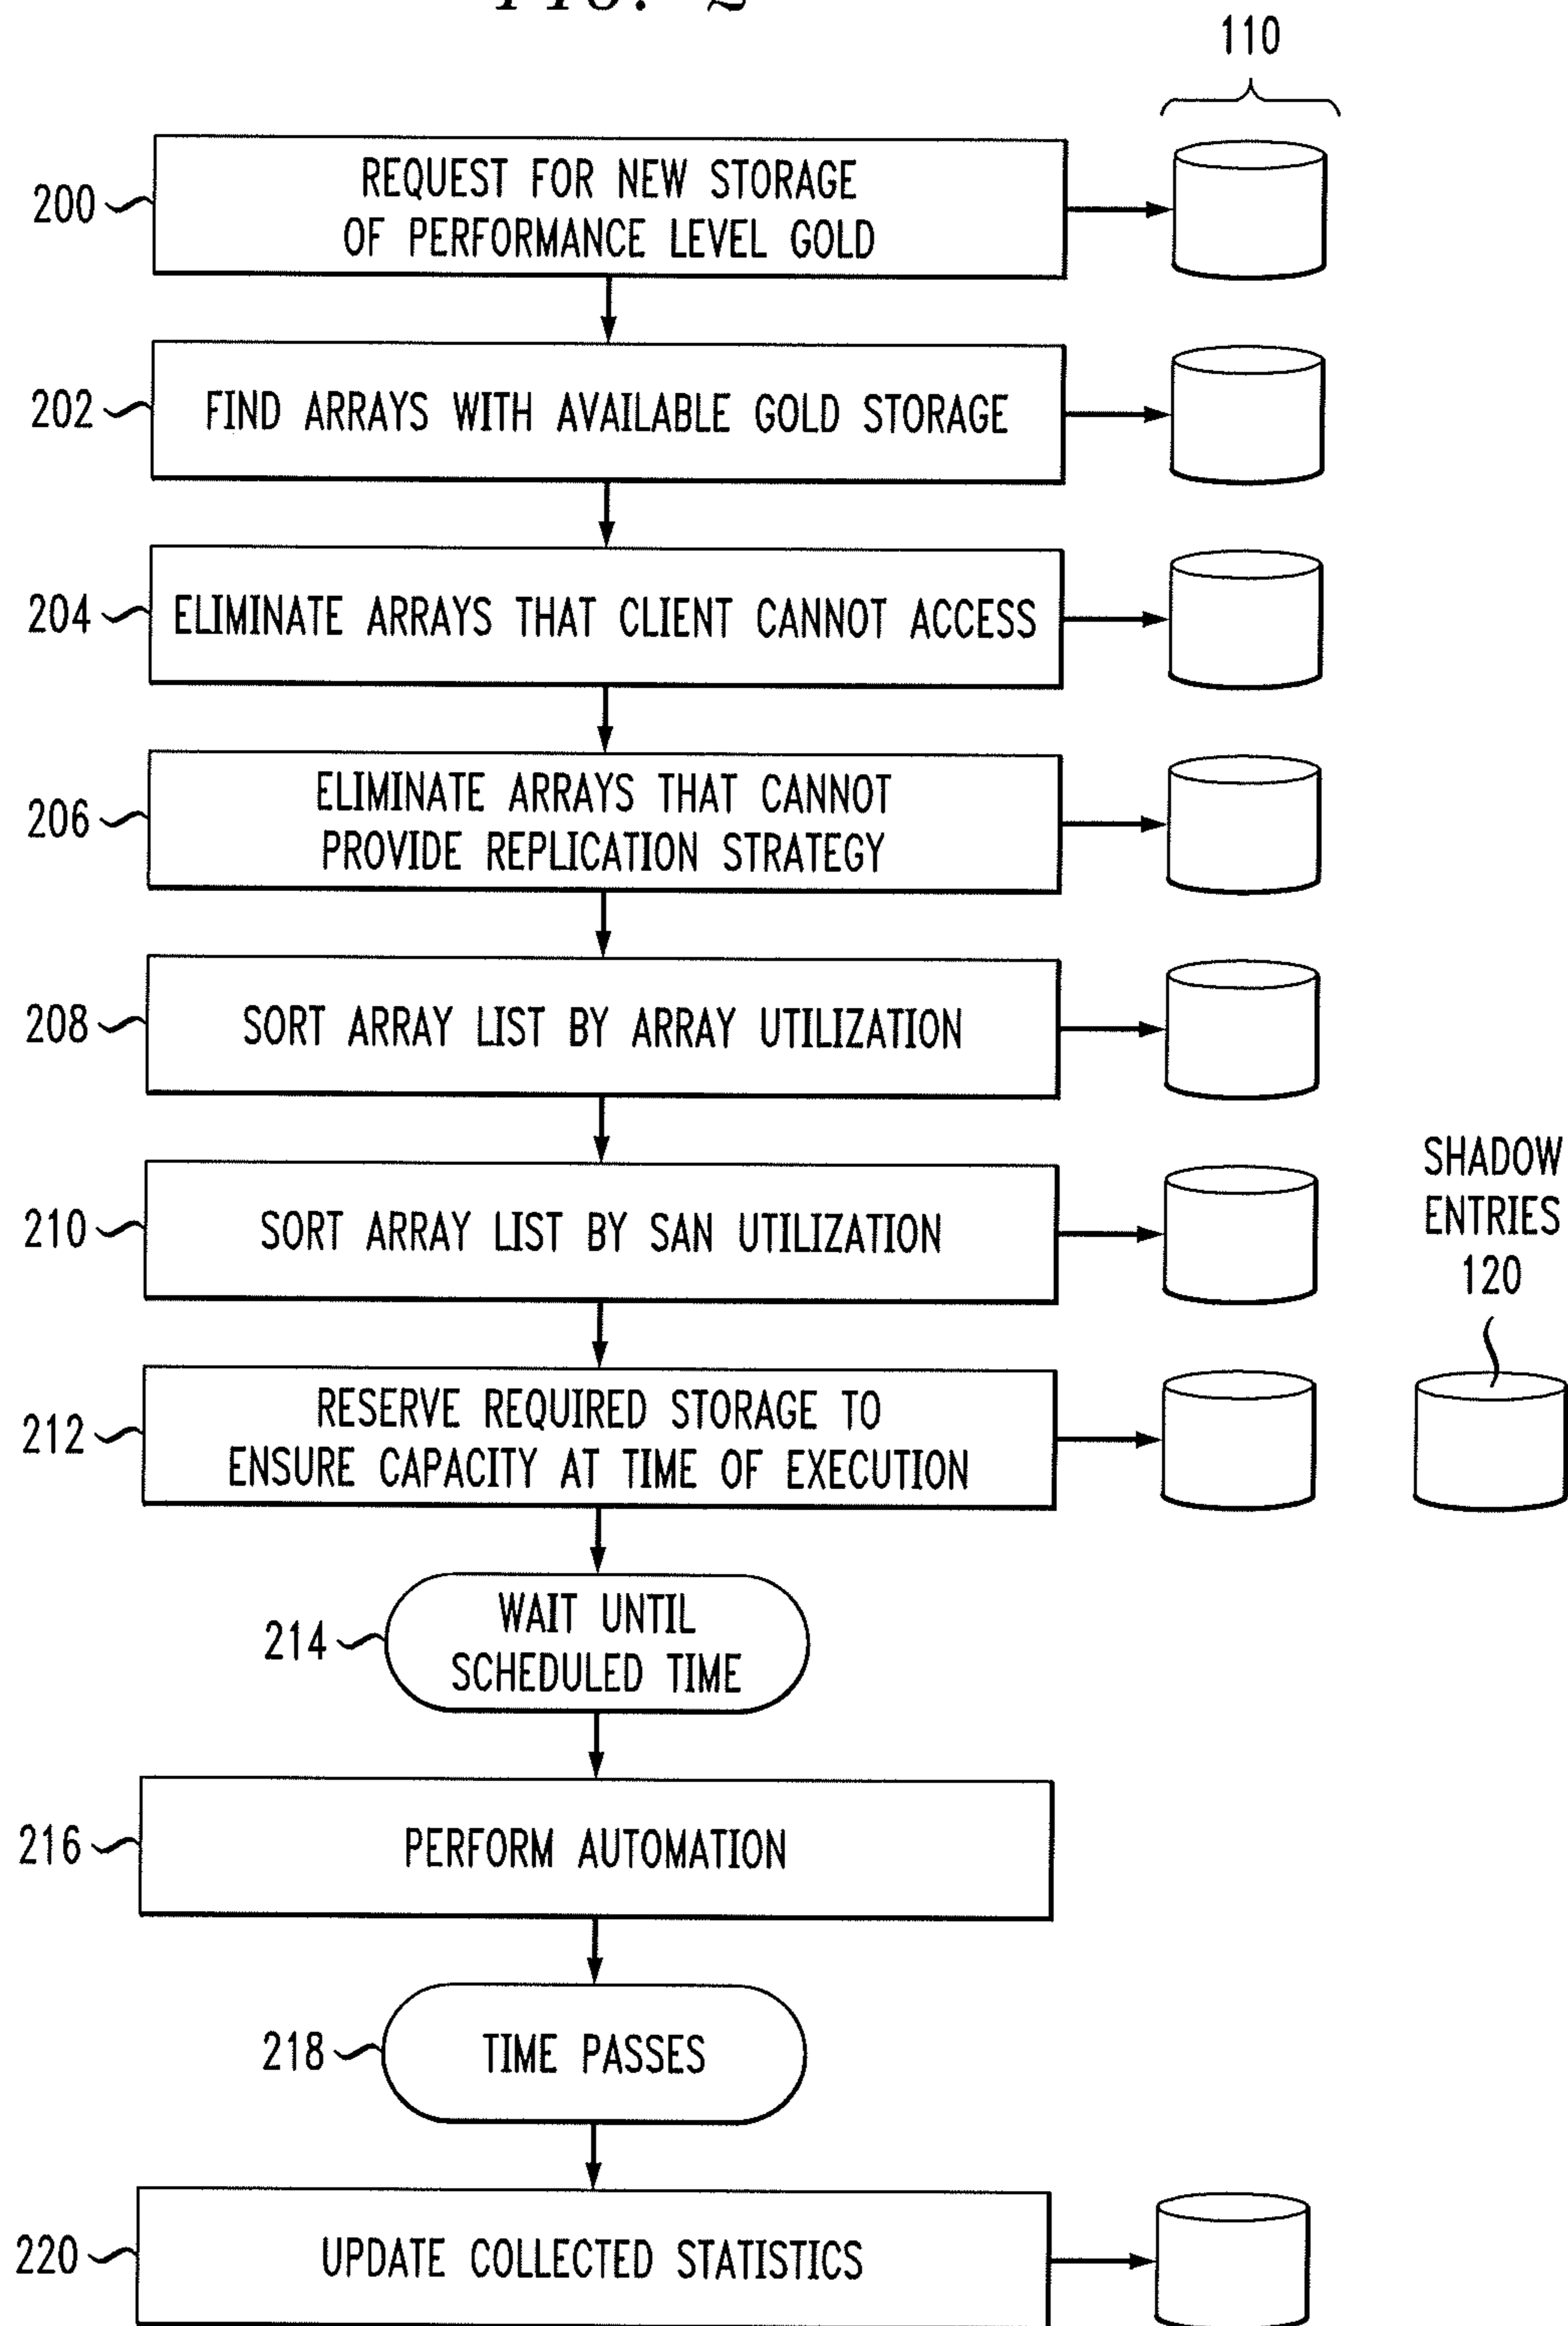 FIG. 2
110
200
REQUEST FOR NEW STORAGE
OF PERFORMANCE LEVEL GOLD
202
FIND ARRAYS WITH AVAILABLE GOLD STORAGE
204
ELIMINATE ARRAYS THAT CLIENT CANNOT ACCESS
206
ELIMINATE ARRAYS THAT CANNOT
PROVIDE REPLICATION STRATEGY
208
SORT ARRAY LIST BY ARRAY UTILIZATION
210
SORT ARRAY LIST BY SAN UTILIZATION
SHADOW
ENTRIES
120
212
RESERVE REQUIRED STORAGE TO
ENSURE CAPACITY AT TIME OF EXECUTION
214
WAIT UNTIL
SCHEDULED TIME
216
PERFORM AUTOMATION
218
TIME PASSES
220
UPDATE COLLECTED STATISTICS